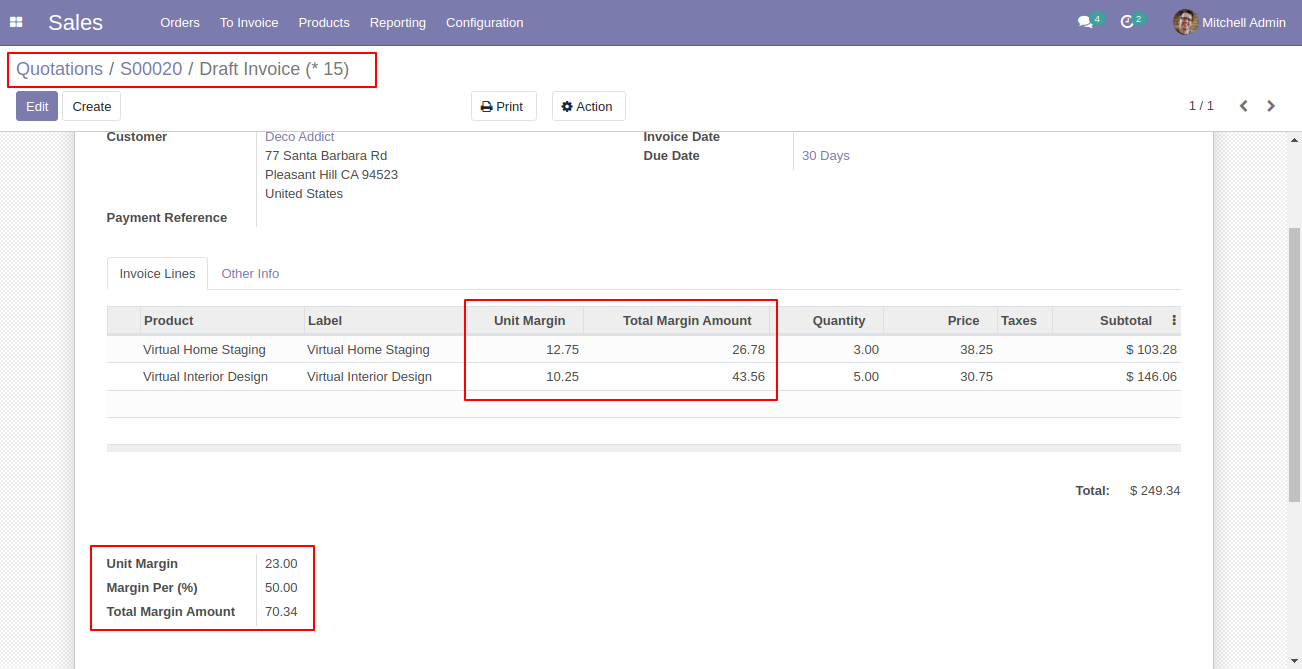 Sales Orders To Invoice Products Reporting Configuration 4 2 Mitchell Admin
Quotations / S00020 / Draft Invoice (* 15)
Edit Create Print Action 1 / 1
Customer Deco Addict Invoice Date
77 Santa Barbara Rd Due Date 30 Days
Pleasant Hill CA 94523
United States
Payment Reference
Invoice Lines Other Info
Product Label Unit Margin Total Margin Amount Quantity Price Taxes Subtotal
Virtual Home Staging Virtual Home Staging 12.75 26.78 3.00 38.25 $ 103.28
Virtual Interior Design Virtual Interior Design 10.25 43.56 5.00 30.75 $ 146.06
Total: $ 249.34
Unit Margin 23.00
Margin Per (%) 50.00
Total Margin Amount 70.34